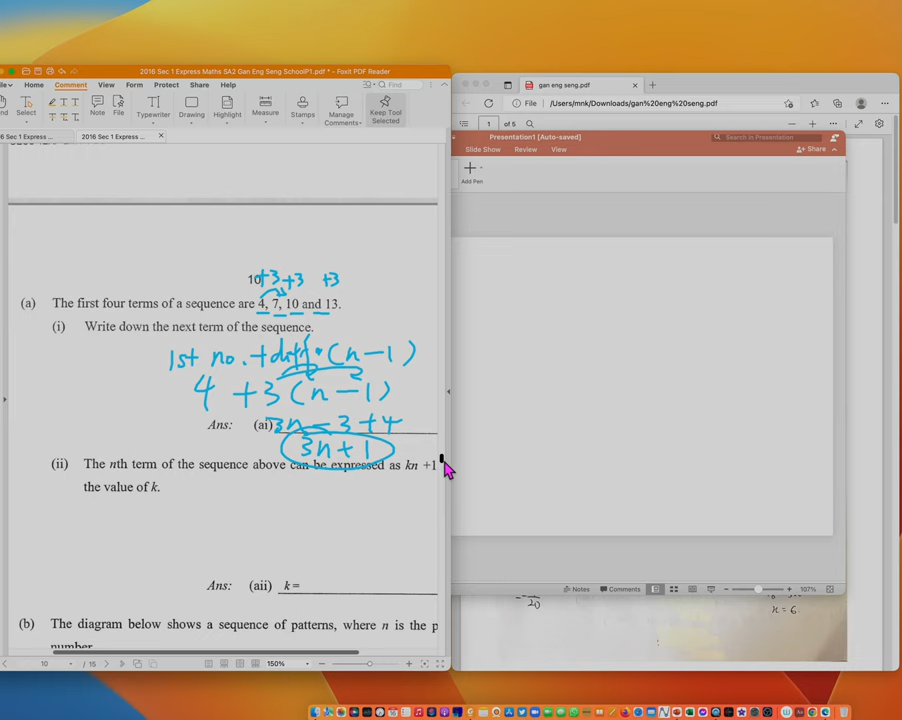 2016 Sec 1 Express Maths SA2 Gan Eng Seng SchoolP1.pdf * - Foxit PDF Reader
Home Comment View Form Protect Share Help Find
Select Typewriter Drawing Highlight Measure Stamps Manage Comments Keep Tool Selected
Note File
6 Sec 1 Express ... 2016 Sec 1 Express ...
10 +3 +3 +3
(a) The first four terms of a sequence are 4, 7, 10 and 13.
(i) Write down the next term of the sequence.
1st no. + diff • (n - 1)
4 + 3 (n - 1)
Ans: (ai) 3n - 3 + 4
3n + 1
(ii) The nth term of the sequence above can be expressed as kn +1
the value of k.
Ans: (aii) k =
(b) The diagram below shows a sequence of patterns, where n is the p
number.
10 / 15 150%
gan eng seng.pdf
File /Users/mnk/Downloads/gan%20eng%20seng.pdf
1 of 5
Presentation1 [Auto-saved] Search in Presentation
Slide Show Review View Share
Add Pen
Notes Comments 107%
20
x = 6